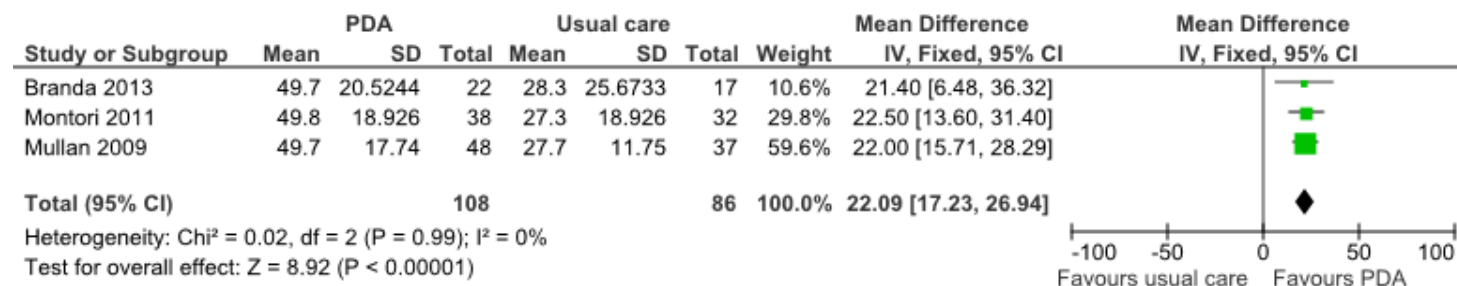 PDA Usual care Mean Difference Mean Difference
Study or Subgroup Mean SD Total Mean SD Total Weight IV, Fixed, 95% CI IV, Fixed, 95% CI
Branda 2013 49.7 20.5244 22 28.3 25.6733 17 10.6% 21.40 [6.48, 36.32]
Montori 2011 49.8 18.926 38 27.3 18.926 32 29.8% 22.50 [13.60, 31.40]
Mullan 2009 49.7 17.74 48 27.7 11.75 37 59.6% 22.00 [15.71, 28.29]
Total (95% CI) 108 86 100.0% 22.09 [17.23, 26.94]
Heterogeneity: Chi² = 0.02, df = 2 (P = 0.99); I² = 0%
Test for overall effect: Z = 8.92 (P < 0.00001)
-100 -50 0 50 100
Favours usual care Favours PDA